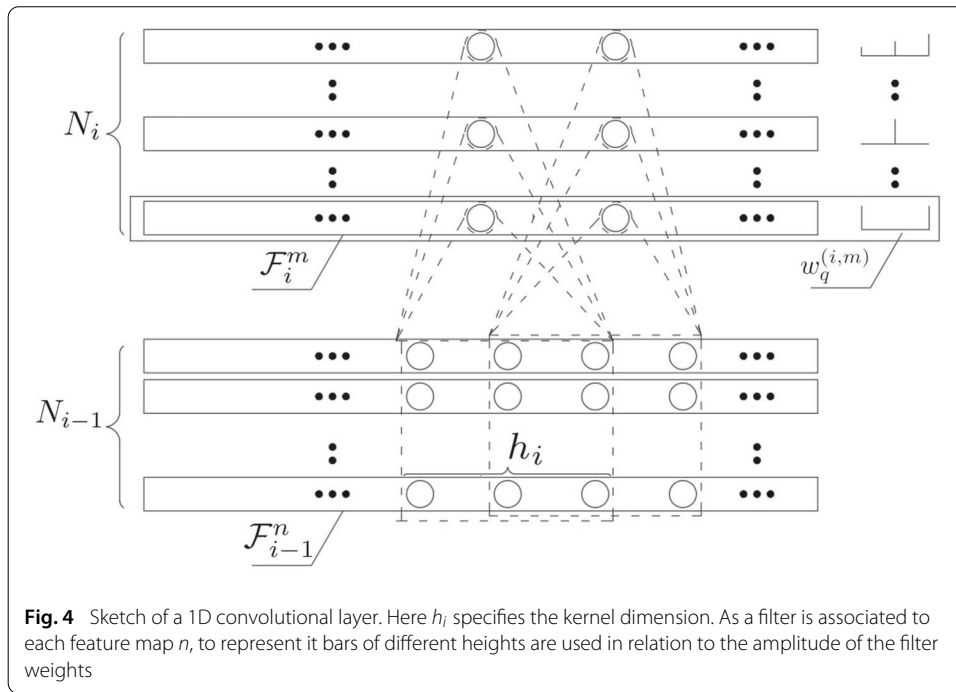 N_i
F_i^m
w_q^{(i,m)}
N_{i-1}
h_i
F_{i-1}^n
Fig. 4 Sketch of a 1D convolutional layer. Here h_i specifies the kernel dimension. As a filter is associated to
each feature map n, to represent it bars of different heights are used in relation to the amplitude of the filter
weights